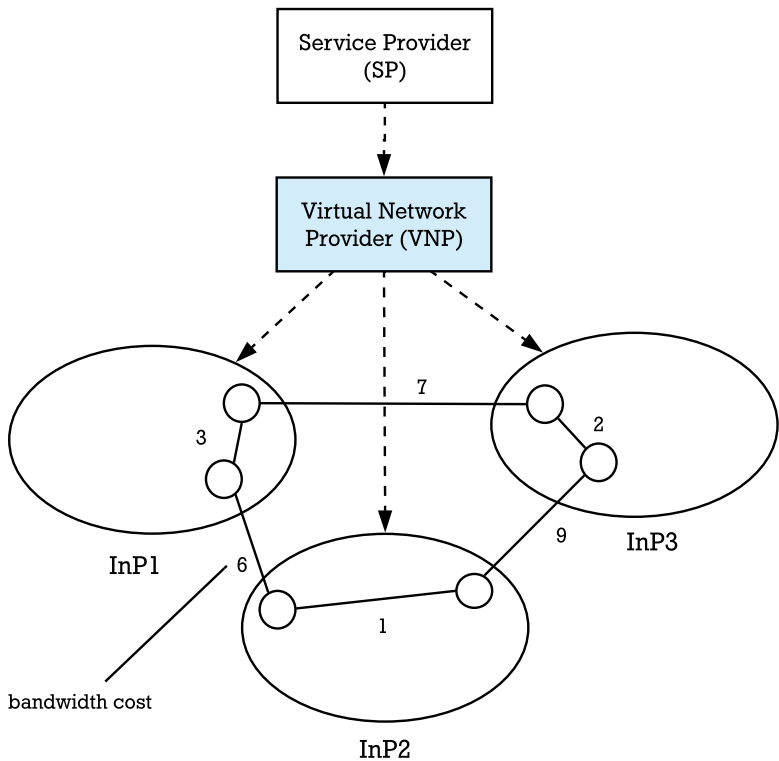 Service Provider
(SP)
Virtual Network
Provider (VNP)
7
2
3
9
InP1
InP3
6
1
bandwidth cost
InP2